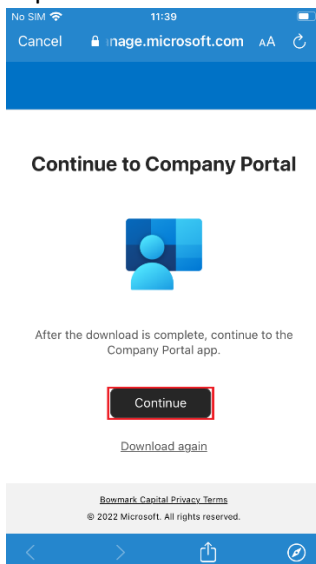 No SIM 11:39
Cancel nage.microsoft.com AA
Continue to Company Portal
After the download is complete, continue to the
Company Portal app.
Continue
Download again
Bowmark Capital Privacy Terms
© 2022 Microsoft. All rights reserved.